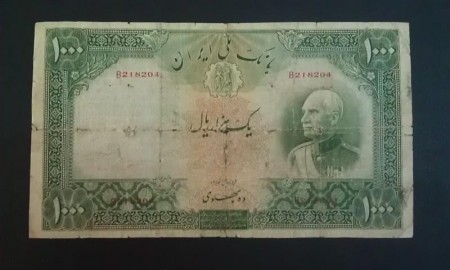 ۱۰۰۰ بانک ملی ایران ۱۰۰۰
B218204 B218204
یک هزار ریال
۱۰۰۰ ۱۰۰۰